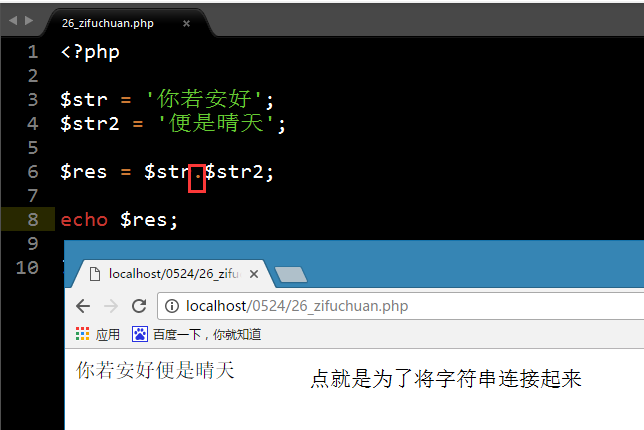 26_zifuchuan.php ×
1 <?php
2
3 $str = '你若安好';
4 $str2 = '便是晴天';
5
6 $res = $str.$str2;
7
8 echo $res;
9
10
localhost/0524/26_zifu ×
localhost/0524/26_zifuchuan.php
应用 百度一下，你就知道
你若安好便是晴天
点就是为了将字符串连接起来